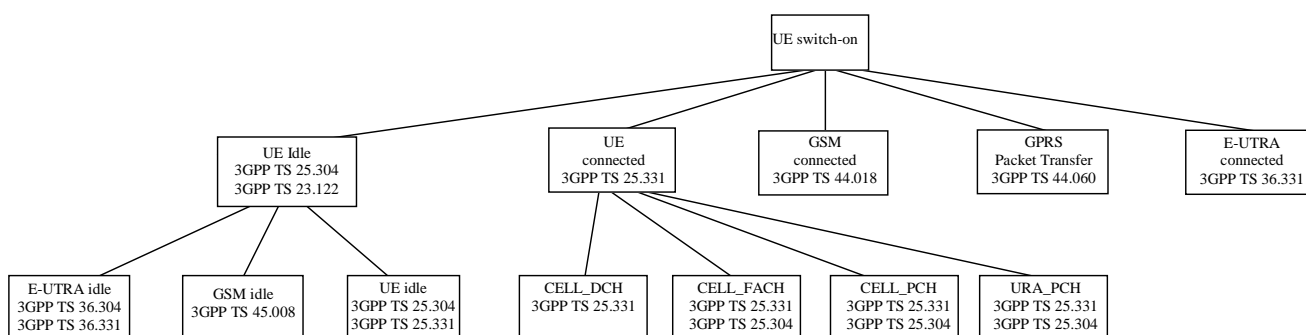 UE switch-on
UE Idle
3GPP TS 25.304
3GPP TS 23.122
UE
connected
3GPP TS 25.331
GSM
connected
3GPP TS 44.018
GPRS
Packet Transfer
3GPP TS 44.060
E-UTRA
connected
3GPP TS 36.331
E-UTRA idle
3GPP TS 36.304
3GPP TS 36.331
GSM idle
3GPP TS 45.008
UE idle
3GPP TS 25.304
3GPP TS 25.331
CELL_DCH
3GPP TS 25.331
CELL_FACH
3GPP TS 25.331
3GPP TS 25.304
CELL_PCH
3GPP TS 25.331
3GPP TS 25.304
URA_PCH
3GPP TS 25.331
3GPP TS 25.304